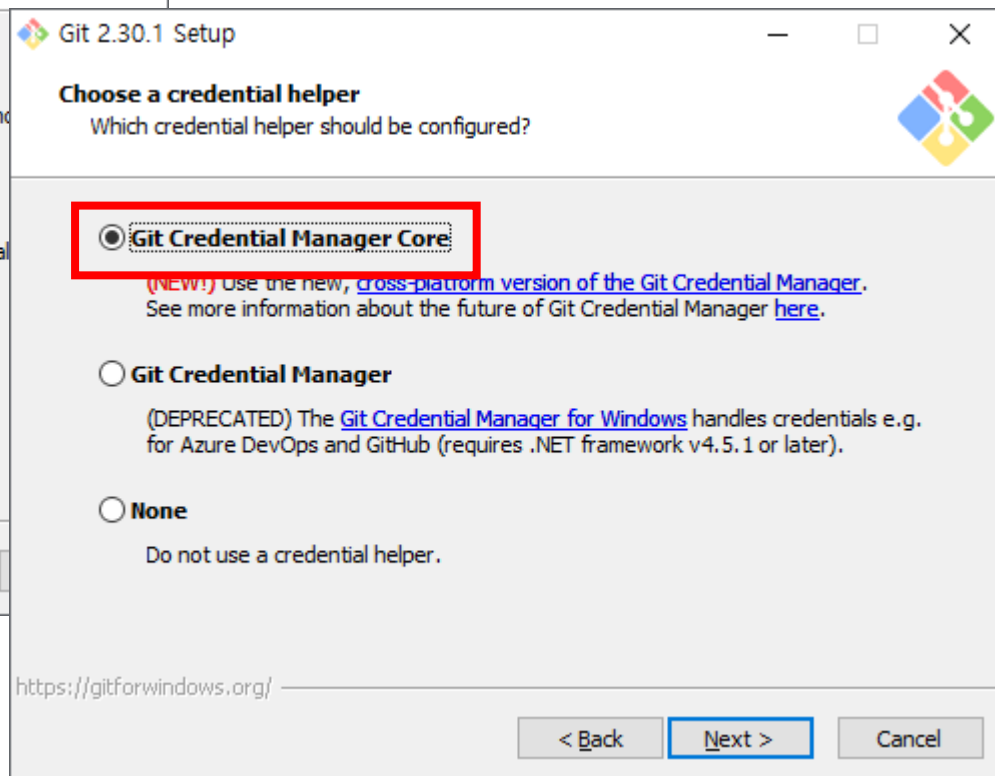 Git 2.30.1 Setup
Choose a credential helper
Which credential helper should be configured?
Git Credential Manager Core
(NEW!) Use the new, cross-platform version of the Git Credential Manager.
See more information about the future of Git Credential Manager here.
Git Credential Manager
(DEPRECATED) The Git Credential Manager for Windows handles credentials e.g.
for Azure DevOps and GitHub (requires .NET framework v4.5.1 or later).
None
Do not use a credential helper.
https://gitforwindows.org/
< Back
Next >
Cancel